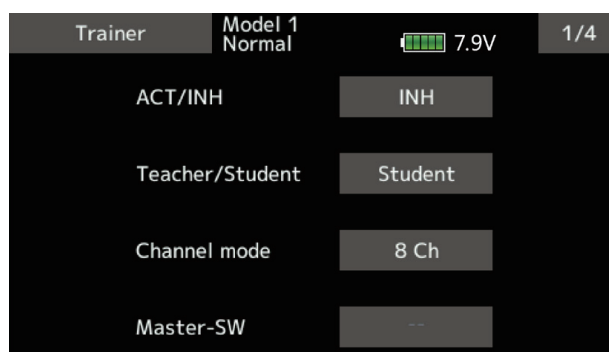 Trainer
Model 1
Normal
7.9V
1/4
ACT/INH
INH
Teacher/Student
Student
Channel mode
8 Ch
Master-SW
--